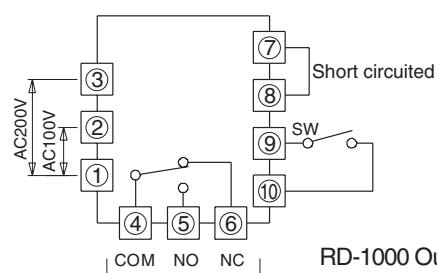 ⑦
③
Short circuited
⑧
AC200V
AC100V
②
SW
⑨
①
⑩
④ ⑤ ⑥
COM NO NC
RD-1000